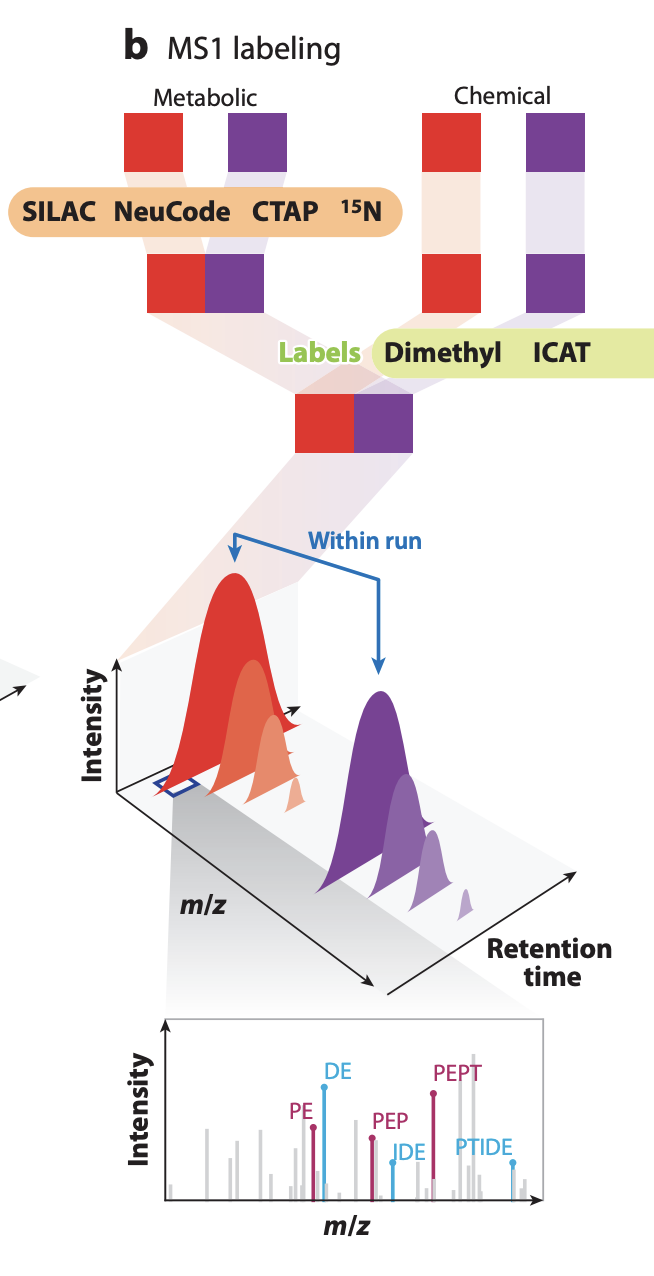 b MS1 labeling
Metabolic
Chemical
SILAC NeuCode CTAP ¹⁵N
Labels Dimethyl ICAT
Within run
Intensity
m/z
Retention
time
Intensity
DE
PEPT
PE
PEP
IDE
PTIDE
m/z